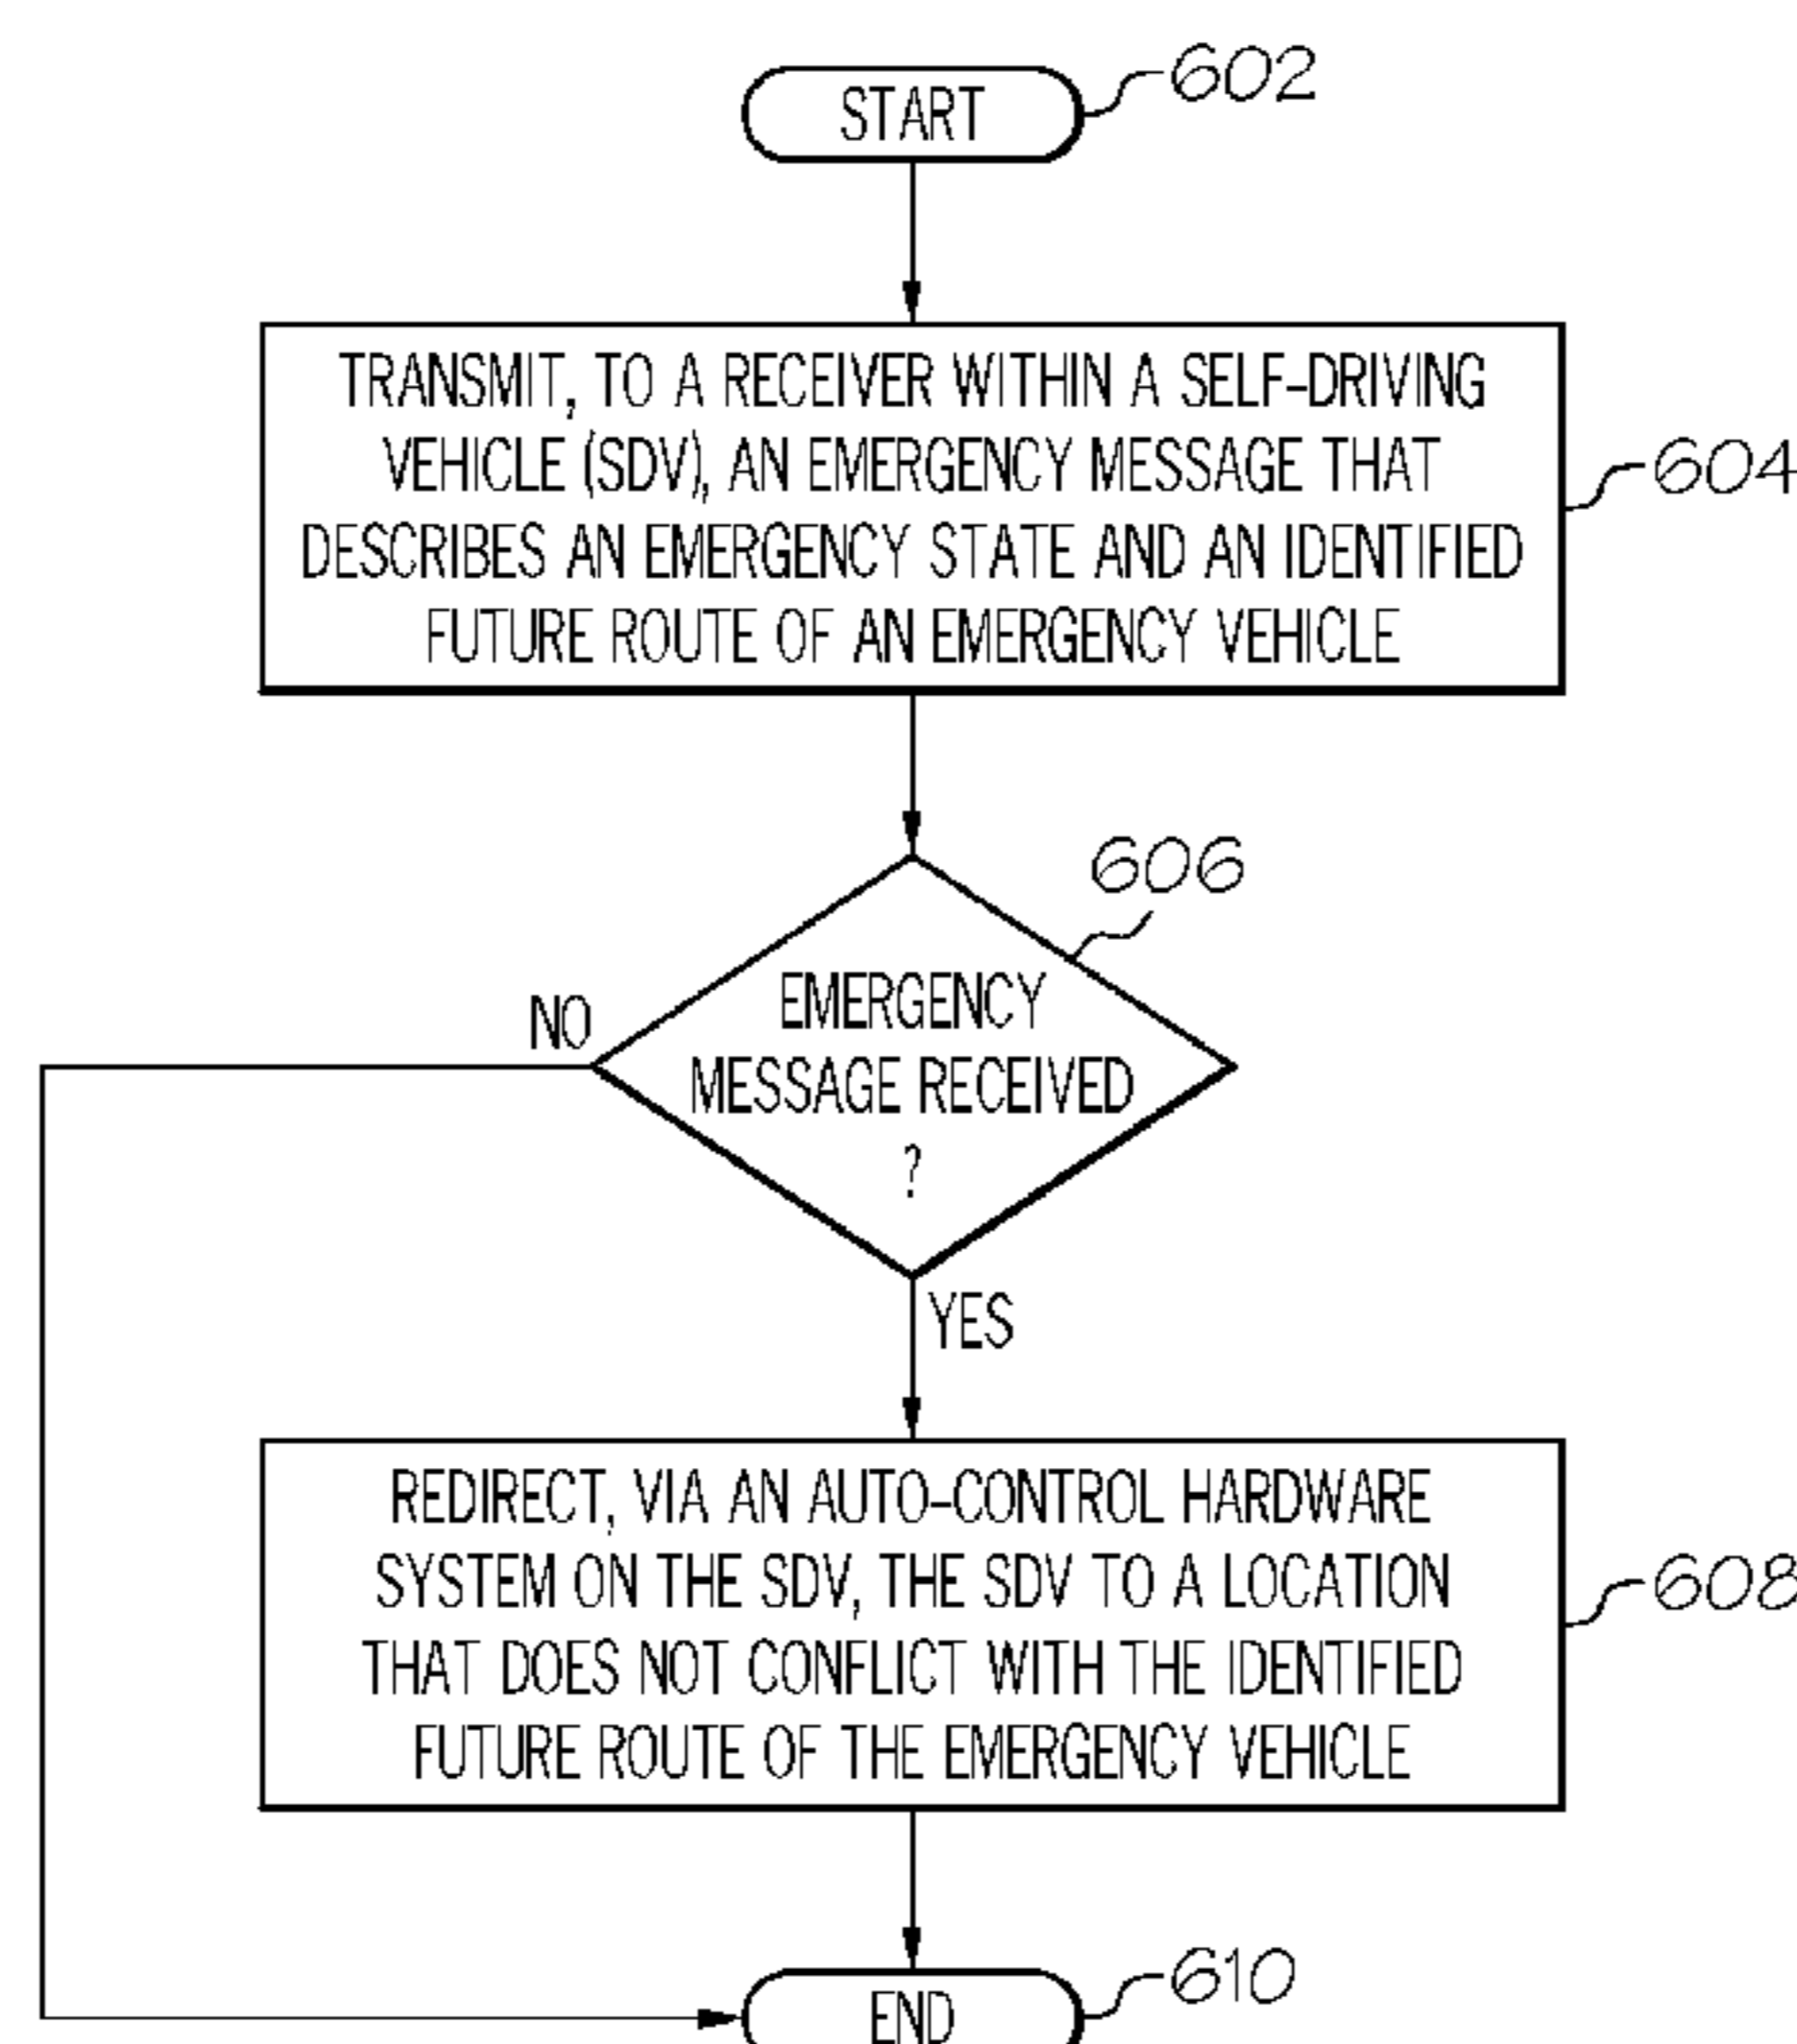 START
602
TRANSMIT, TO A RECEIVER WITHIN A SELF-DRIVING
VEHICLE (SDV), AN EMERGENCY MESSAGE THAT
DESCRIBES AN EMERGENCY STATE AND AN IDENTIFIED
FUTURE ROUTE OF AN EMERGENCY VEHICLE
604
606
EMERGENCY
MESSAGE RECEIVED
?
NO
YES
REDIRECT, VIA AN AUTO-CONTROL HARDWARE
SYSTEM ON THE SDV, THE SDV TO A LOCATION
THAT DOES NOT CONFLICT WITH THE IDENTIFIED
FUTURE ROUTE OF THE EMERGENCY VEHICLE
608
END
610